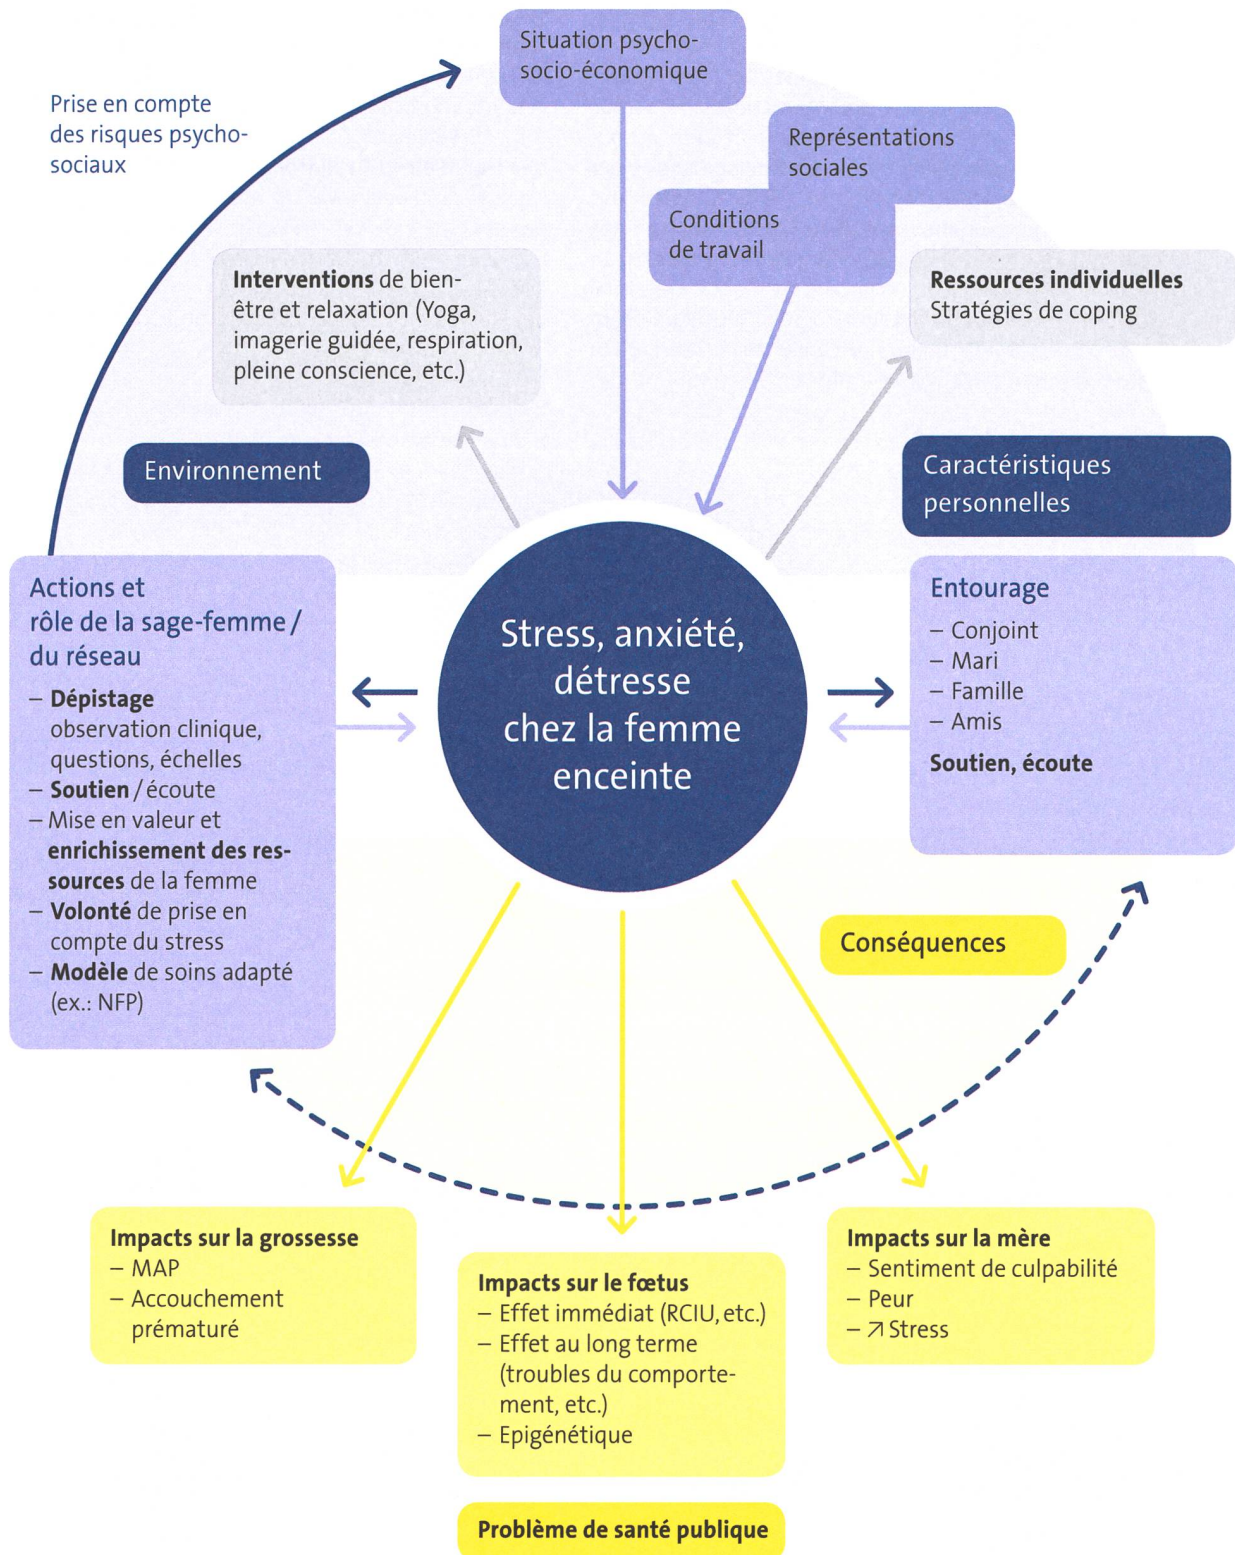 Situation psycho-
socio-économique
Prise en compte
des risques psycho-
sociaux
Représentations
sociales
Conditions
de travail
Interventions de bien-
être et relaxation (Yoga,
imagerie guidée, respiration,
pleine conscience, etc.)
Ressources individuelles
Stratégies de coping
Environnement
Caractéristiques
personnelles
Actions et
rôle de la sage-femme /
du réseau
– Dépistage
observation clinique,
questions, échelles
– Soutien / écoute
– Mise en valeur et
enrichissement des res-
sources de la femme
– Volonté de prise en
compte du stress
– Modèle de soins adapté
(ex.: NFP)
Stress, anxiété,
détresse
chez la femme
enceinte
Entourage
– Conjoint
– Mari
– Famille
– Amis
Soutien, écoute
Conséquences
Impacts sur la grossesse
– MAP
– Accouchement
prématuré
Impacts sur le fœtus
– Effet immédiat (RCIU, etc.)
– Effet au long terme
(troubles du comporte-
ment, etc.)
– Epigénétique
Impacts sur la mère
– Sentiment de culpabilité
– Peur
– ↗ Stress
Problème de santé publique